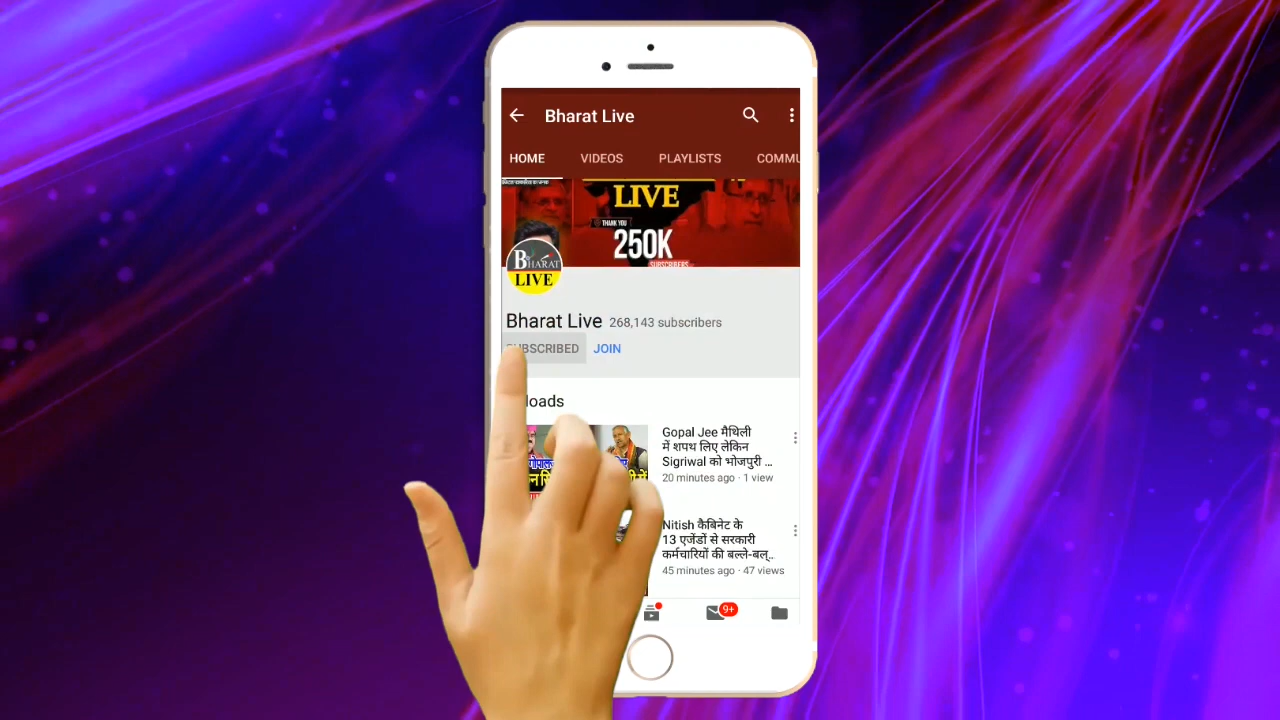 Bharat Live
HOME VIDEOS PLAYLISTS COMMU
LIVE
THANK YOU
250K
SUBSCRIBERS
BHARAT
LIVE
Bharat Live 268,143 subscribers
SUBSCRIBED JOIN
loads
Gopal Jee मैथिली
में शपथ लिए लेकिन
Sigriwal को भोजपुरी ...
20 minutes ago · 1 view
Nitish कैबिनेट के
13 एजेंडों से सरकारी
कर्मचारियों की बल्ले-बल्..
45 minutes ago · 47 views
9+